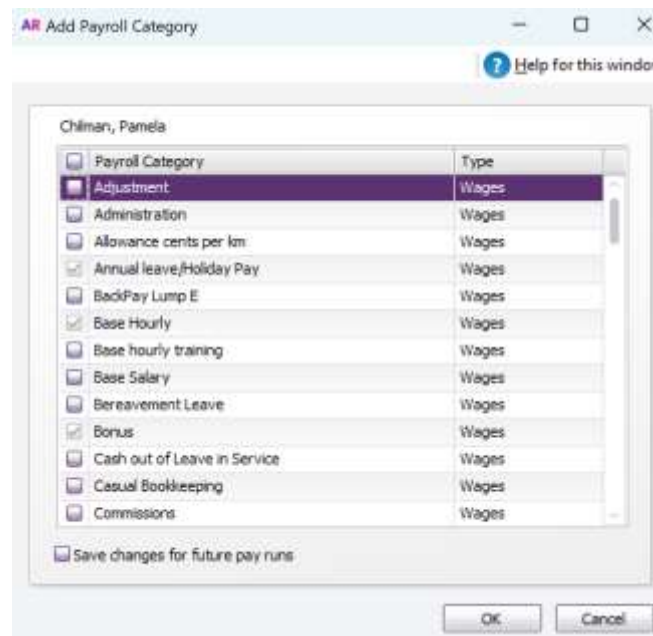 AR Add Payroll Category
Help for this windo
Chilman, Pamela
Payroll Category Type
Adjustment Wages
Administration Wages
Allowance cents per km Wages
Annual leave/Holiday Pay Wages
BackPay Lump E Wages
Base Hourly Wages
Base hourly training Wages
Base Salary Wages
Bereavement Leave Wages
Bonus Wages
Cash out of Leave in Service Wages
Casual Bookkeeping Wages
Commissions Wages
Save changes for future pay runs
OK Cancel